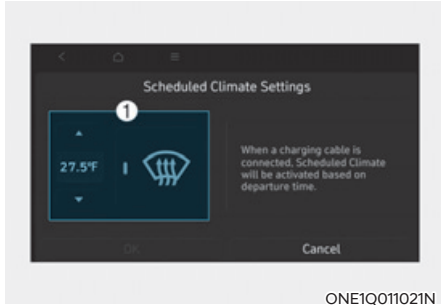 Scheduled Climate Settings
1
27.5°F
When a charging cable is
connected, Scheduled Climate
will be activated based on
departure time.
OK
Cancel
ONE1Q011021N